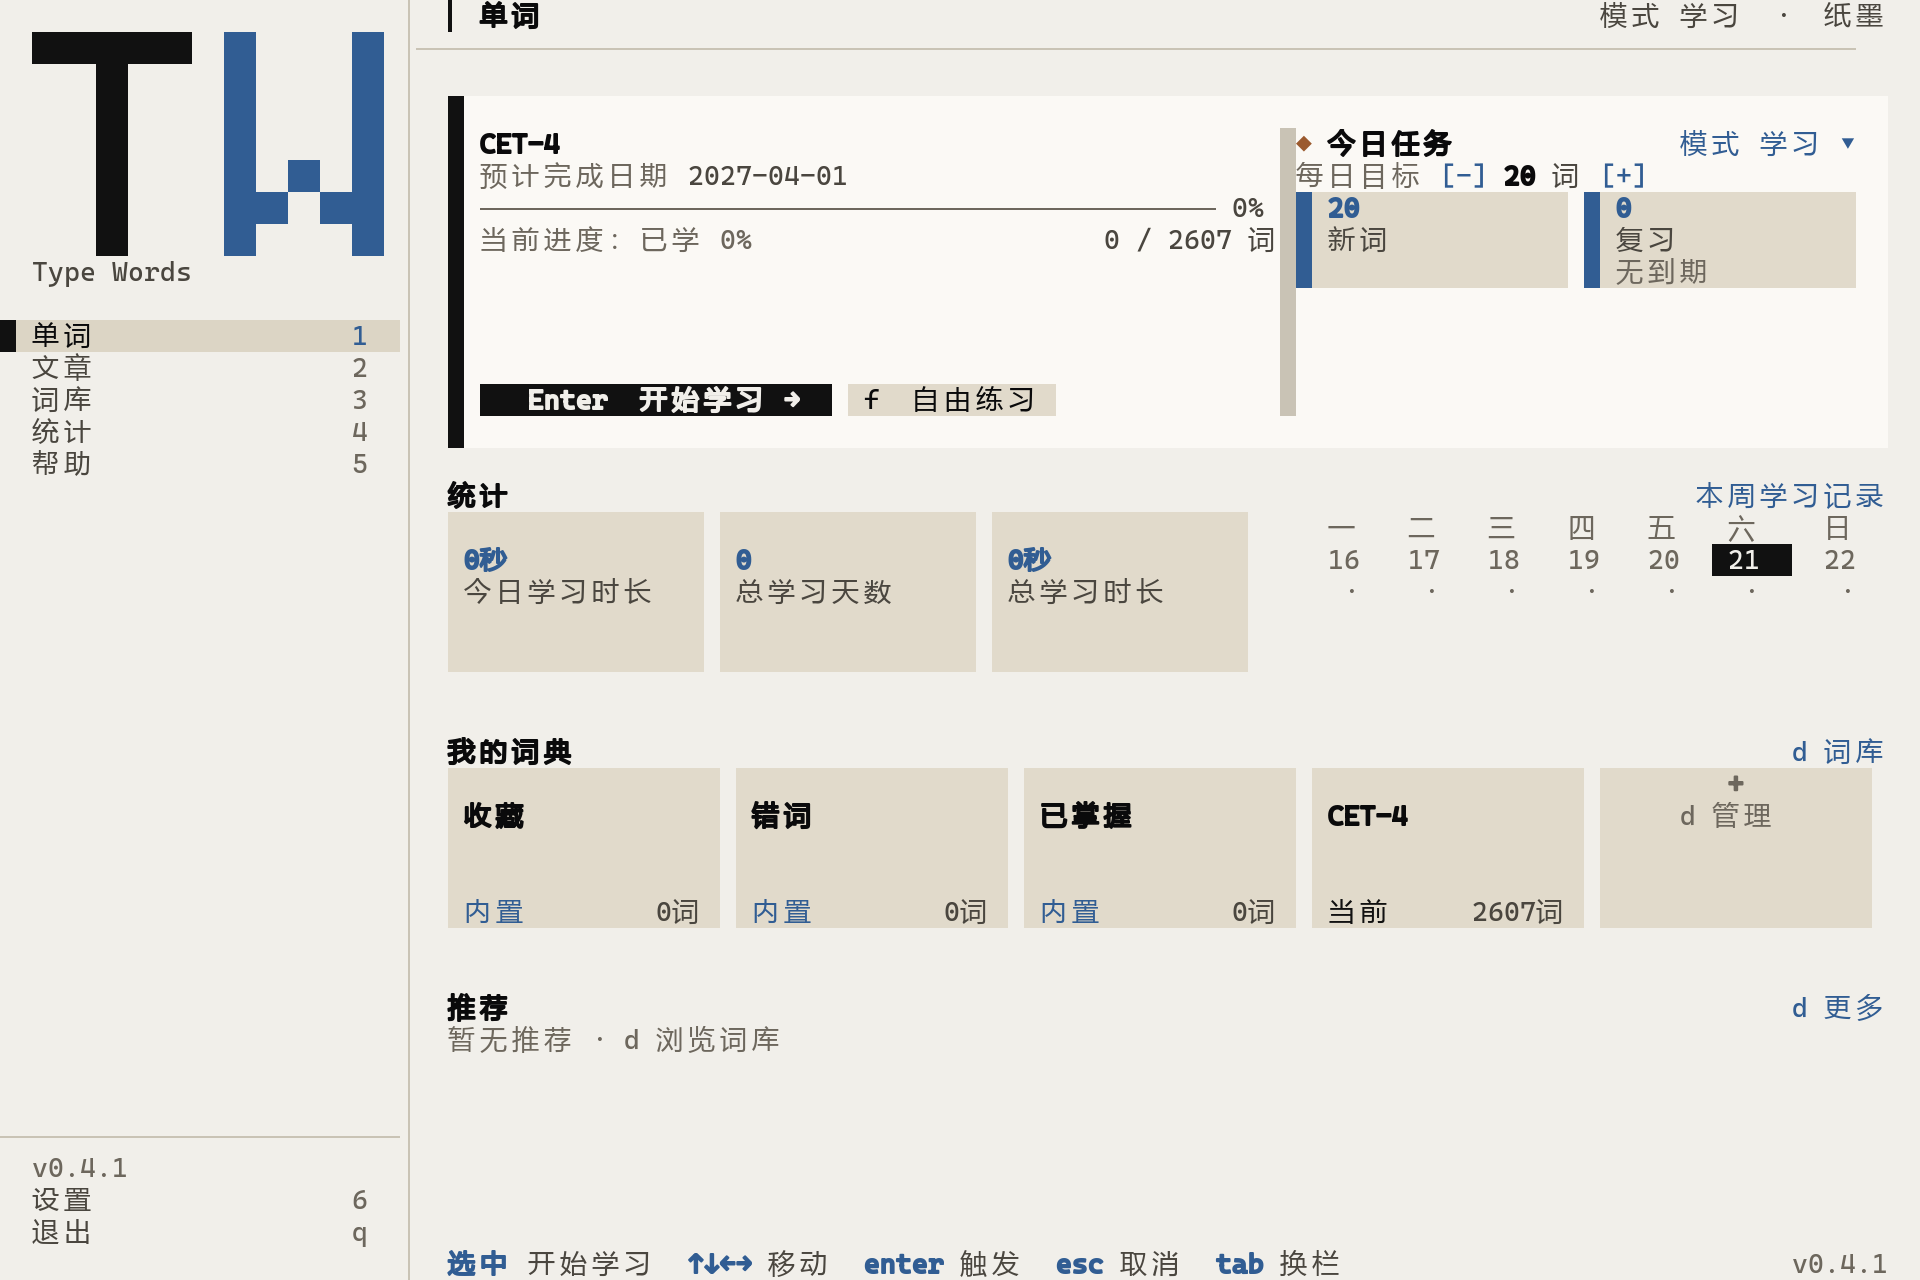 TW
Type Words
单词 1
文章 2
词库 3
统计 4
帮助 5
v0.4.1
设置 6
退出 q
单词 模式 学习 · 纸墨
CET-4
预计完成日期 2027-04-01
0%
当前进度: 已学 0% 0 / 2607 词
Enter 开始学习 → f 自由练习
◆ 今日任务 模式 学习 ▼
每日目标 [-] 20 词 [+]
20
新词
0
复习
无到期
统计
0秒
今日学习时长
0
总学习天数
0秒
总学习时长
本周学习记录
一 二 三 四 五 六 日
16 17 18 19 20 21 22
· · · · · · ·
我的词典 d 词库
收藏
内置 0词
错词
内置 0词
已掌握
内置 0词
CET-4
当前 2607词
+
d 管理
推荐 d 更多
暂无推荐 · d 浏览词库
选中 开始学习 ↑↓←→ 移动 enter 触发 esc 取消 tab 换栏 v0.4.1